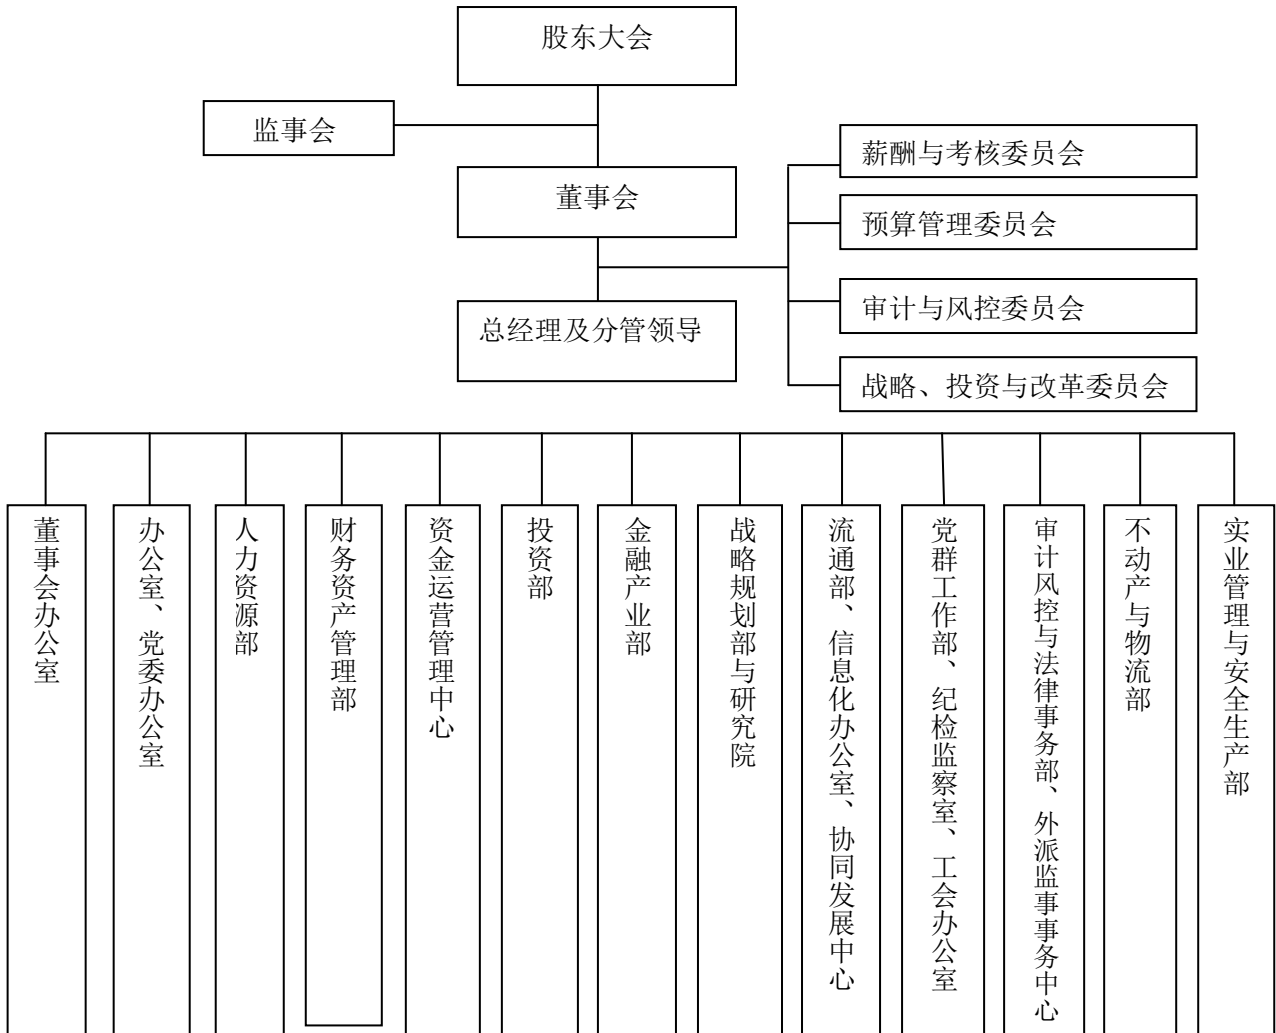 股东大会
监事会
薪酬与考核委员会
董事会
预算管理委员会
审计与风控委员会
总经理及分管领导
战略、投资与改革委员会
董事会办公室
办公室、党委办公室
人力资源部
财务资产管理部
资金运营管理中心
投资部
金融产业部
战略规划部与研究院
流通部、信息化办公室、协同发展中心
党群工作部、纪检监察室、工会办公室
审计风控与法律事务部、外派监事事务中心
不动产与物流部
实业管理与安全生产部